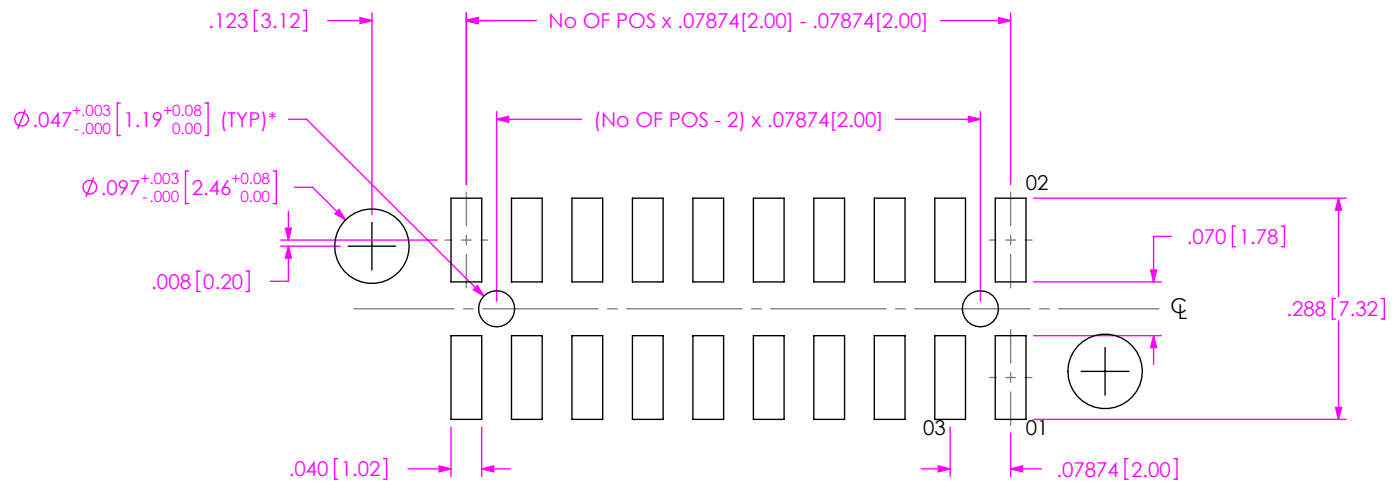 .123[3.12]
No OF POS x .07874[2.00] - .07874[2.00]
Ø.047 +.003 -.000 [1.19 +0.08 0.00] (TYP)*
(No OF POS - 2) x .07874[2.00]
Ø.097 +.003 -.000 [2.46 +0.08 0.00]
02
.070[1.78]
.008[0.20]
.288[7.32]
℄
03
01
.040[1.02]
.07874[2.00]